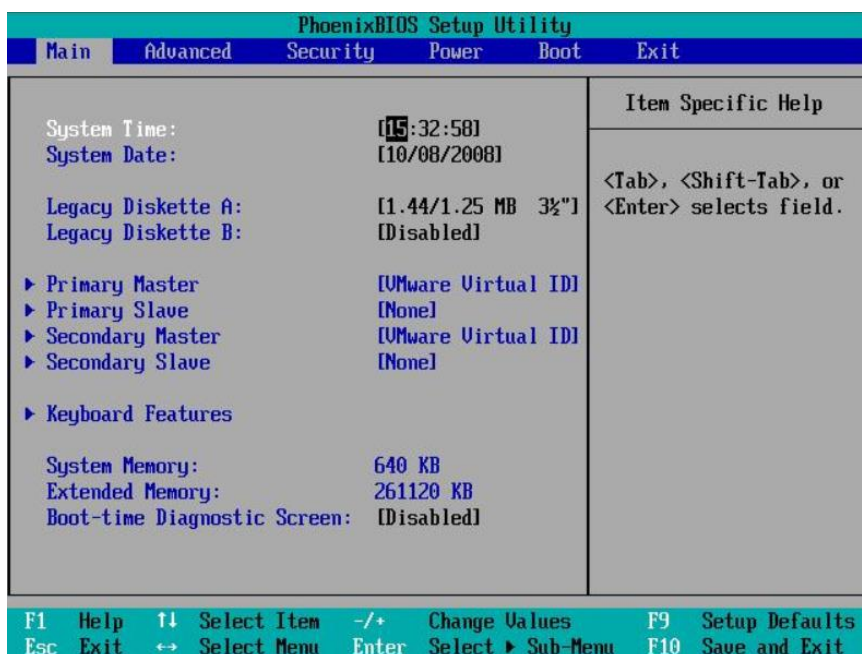 PhoenixBIOS Setup Utility
Main Advanced Security Power Boot Exit
Item Specific Help
System Time: [15:32:58]
System Date: [10/08/2008]
<Tab>, <Shift-Tab>, or
<Enter> selects field.
Legacy Diskette A: [1.44/1.25 MB 3½"]
Legacy Diskette B: [Disabled]
▶ Primary Master [VMware Virtual ID]
▶ Primary Slave [None]
▶ Secondary Master [VMware Virtual ID]
▶ Secondary Slave [None]
▶ Keyboard Features
System Memory: 640 KB
Extended Memory: 261120 KB
Boot-time Diagnostic Screen: [Disabled]
F1 Help ↑↓ Select Item -/+ Change Values F9 Setup Defaults
Esc Exit ↔ Select Menu Enter Select ▶ Sub-Menu F10 Save and Exit